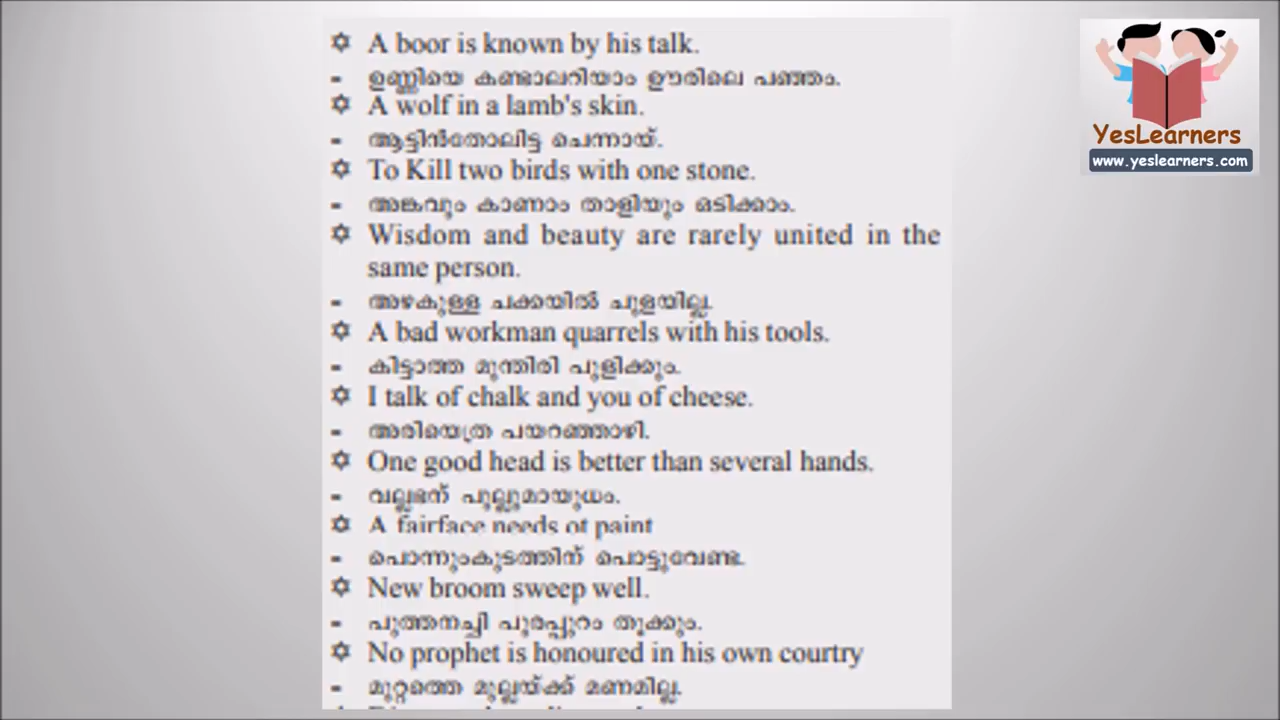 ✡ A boor is known by his talk.
- ഉണ്ണിയെ കണ്ടാലറിയാം ഊരിലെ പഞ്ഞം.
✡ A wolf in a lamb's skin.
- ആട്ടിൻതോലിട്ട ചെന്നായ്.
✡ To Kill two birds with one stone.
- അങ്കവും കാണാം താളിയും ഒടിക്കാം.
✡ Wisdom and beauty are rarely united in the
same person.
- അഴകുള്ള ചക്കയിൽ ചുളയില്ല.
✡ A bad workman quarrels with his tools.
- കിട്ടാത്ത മുന്തിരി പുളിക്കും.
✡ I talk of chalk and you of cheese.
- അരിയെത്ര പയറഞ്ഞാഴി.
✡ One good head is better than several hands.
- വല്ലഭന് പുല്ലുമായുധം.
✡ A fairface needs ot paint
- പൊന്നുംകുടത്തിന് പൊട്ടുവേണ്ട.
✡ New broom sweep well.
- പുത്തനച്ചി പുരപ്പുറം തൂക്കും.
✡ No prophet is honoured in his own courtry
- മുറ്റത്തെ മുല്ലയ്ക്ക് മണമില്ല.
YesLearners
www.yeslearners.com